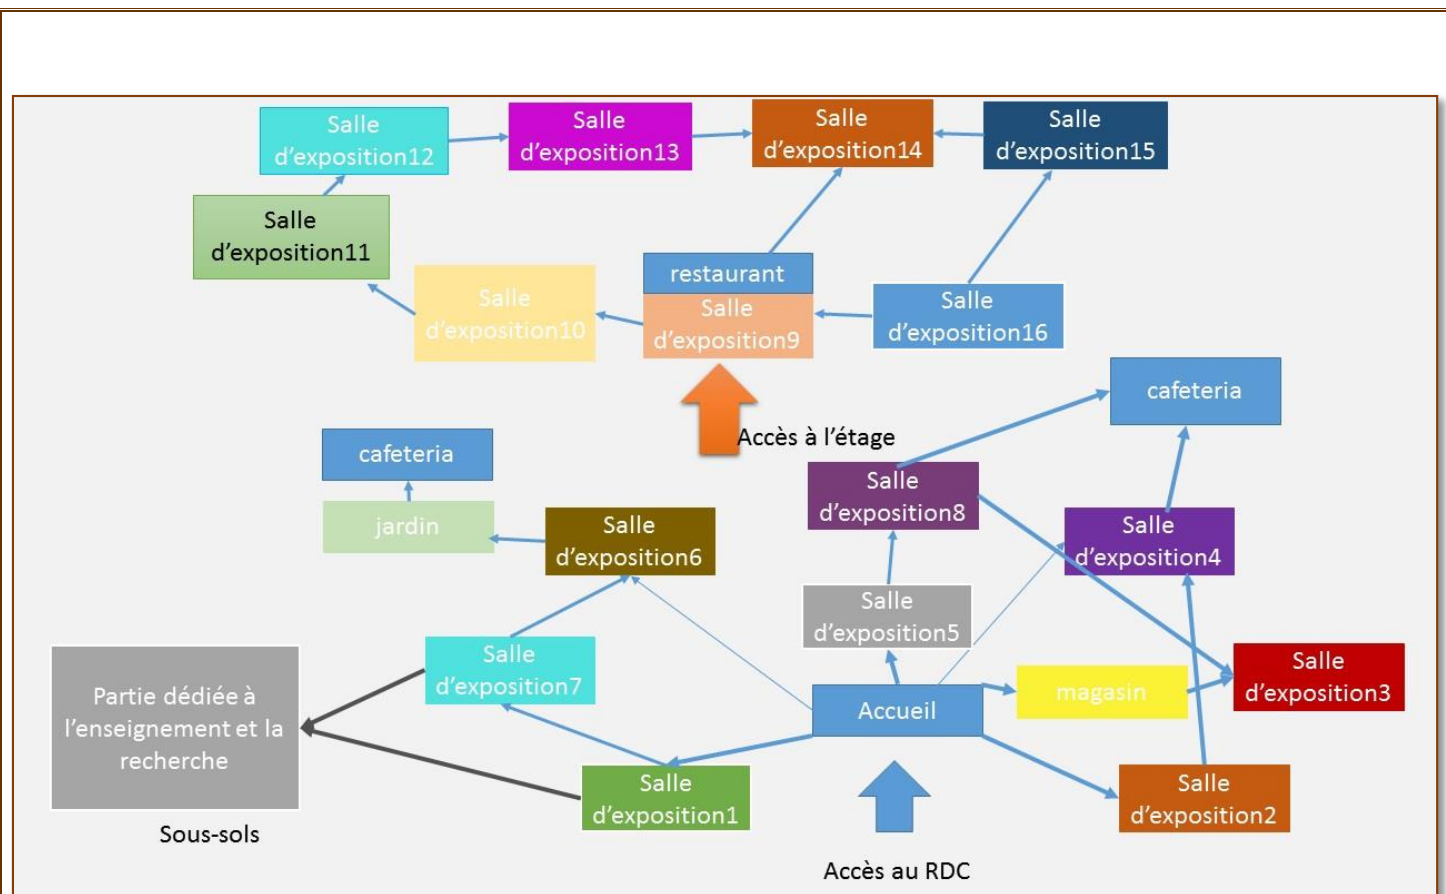 Salle
d’exposition12
Salle
d’exposition13
Salle
d’exposition14
Salle
d’exposition15
Salle
d’exposition11
restaurant
Salle
d’exposition10
Salle
d’exposition9
Salle
d’exposition16
cafeteria
Accès à l’étage
cafeteria
Salle
d’exposition8
jardin
Salle
d’exposition6
Salle
d’exposition4
Salle
d’exposition5
Salle
d’exposition7
Salle
d’exposition3
Partie dédiée à
l’enseignement et la
recherche
magasin
Accueil
Salle
d’exposition1
Salle
d’exposition2
Sous-sols
Accès au RDC